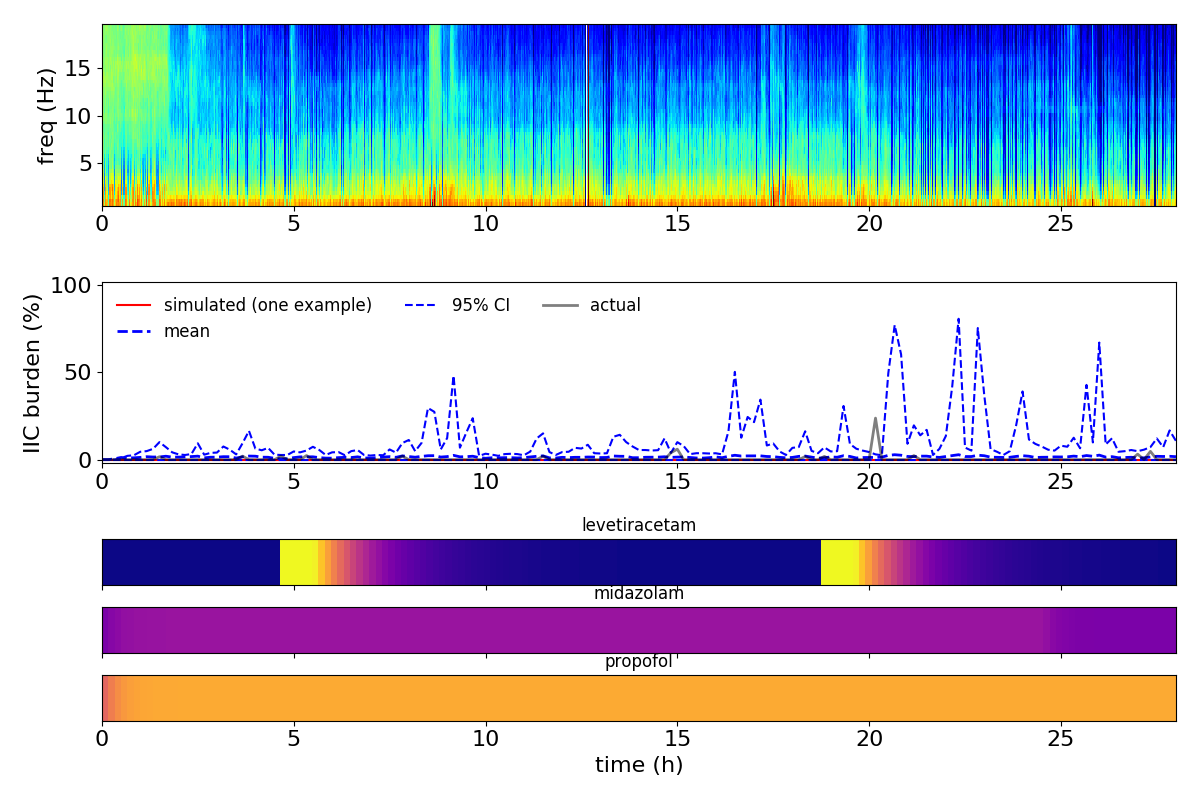 freq (Hz)
15
10
5
0 5 10 15 20 25
IIC burden (%)
100
50
0
simulated (one example)
95% CI
actual
mean
0 5 10 15 20 25
levetiracetam
midazolam
propofol
0 5 10 15 20 25
time (h)